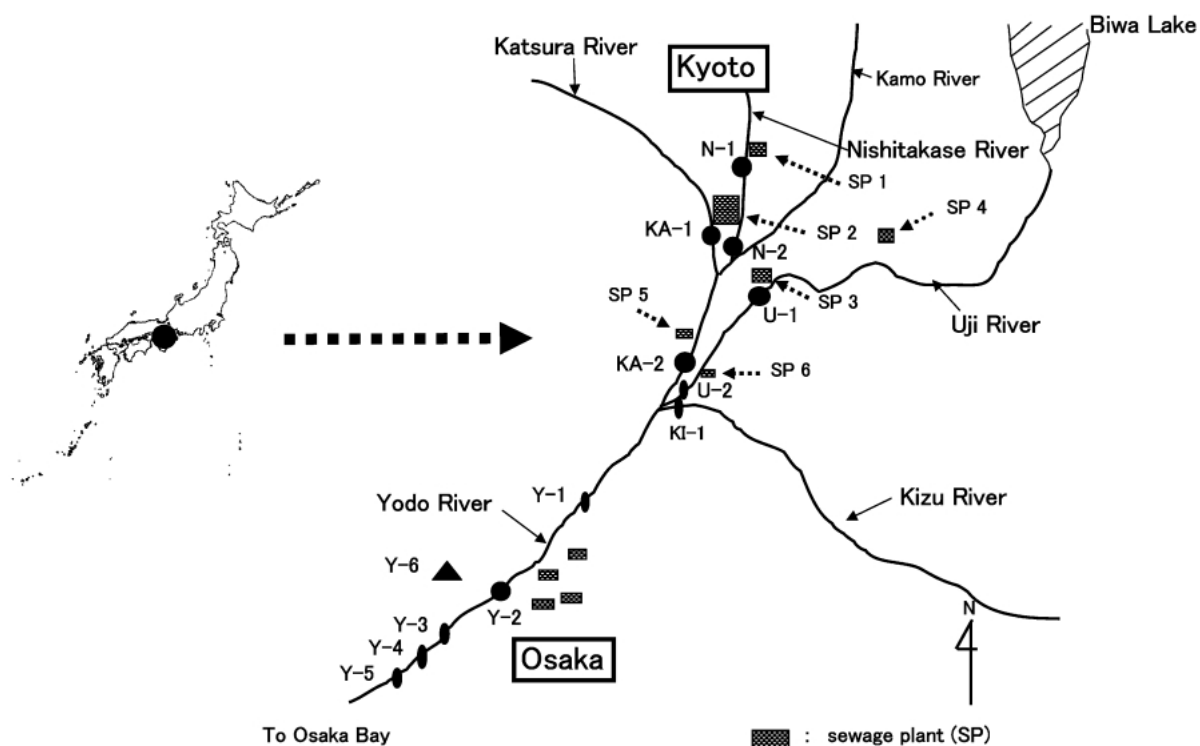 Biwa Lake
Katsura River
Kyoto
Kamo River
N-1
Nishitakase River
SP 1
SP 4
KA-1
SP 2
N-2
SP 5
SP 3
U-1
Uji River
KA-2
SP 6
U-2
KI-1
Y-1
Kizu River
Yodo River
Y-6
Y-2
N
Y-3
Y-4
Osaka
Y-5
To Osaka Bay
: sewage plant (SP)